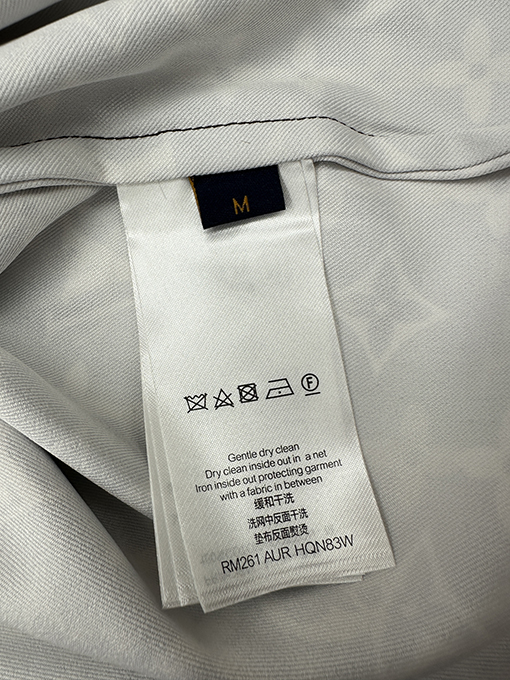 M
Gentle dry clean
Dry clean inside out in a net
Iron inside out protecting garment
with a fabric in between
缓和干洗
洗网中反面干洗
垫布反面熨烫
RM261 AUR HQN83W